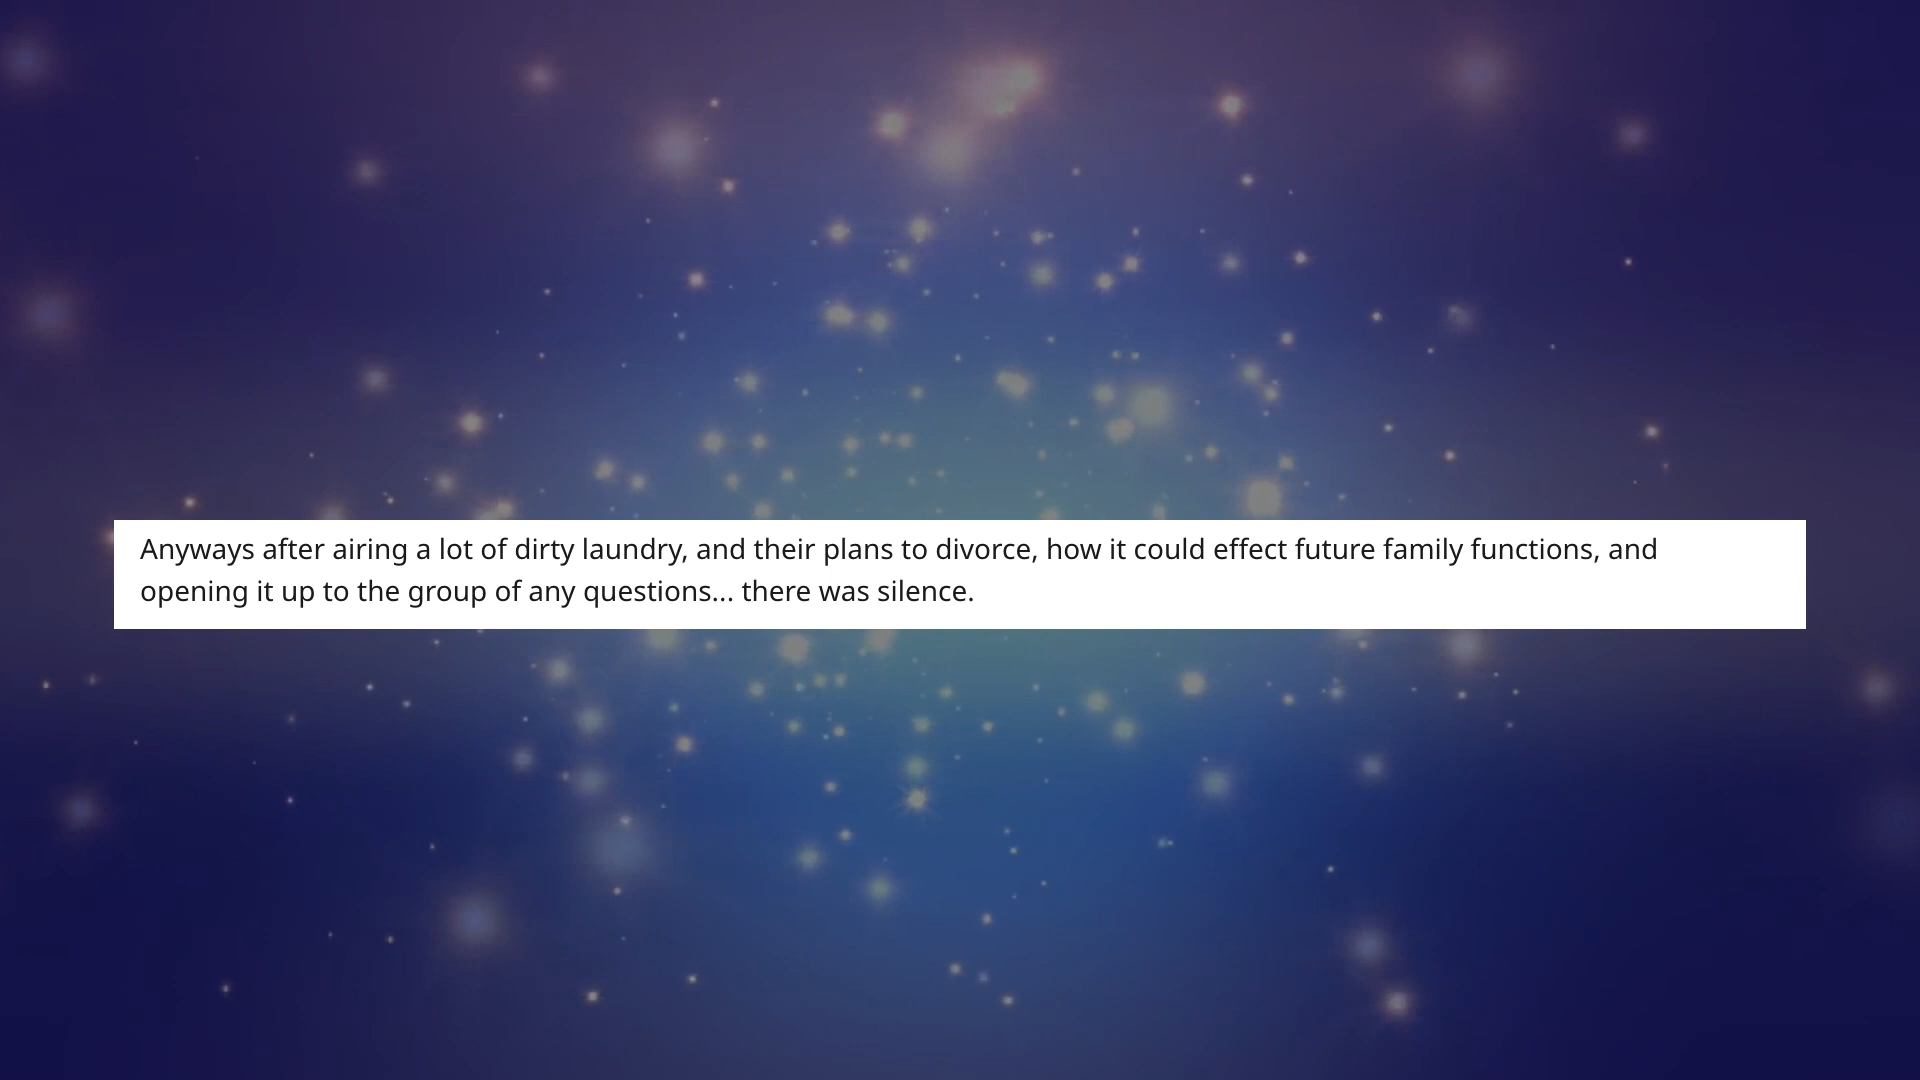 Anyways after airing a lot of dirty laundry, and their plans to divorce, how it could effect future family functions, and
opening it up to the group of any questions... there was silence.